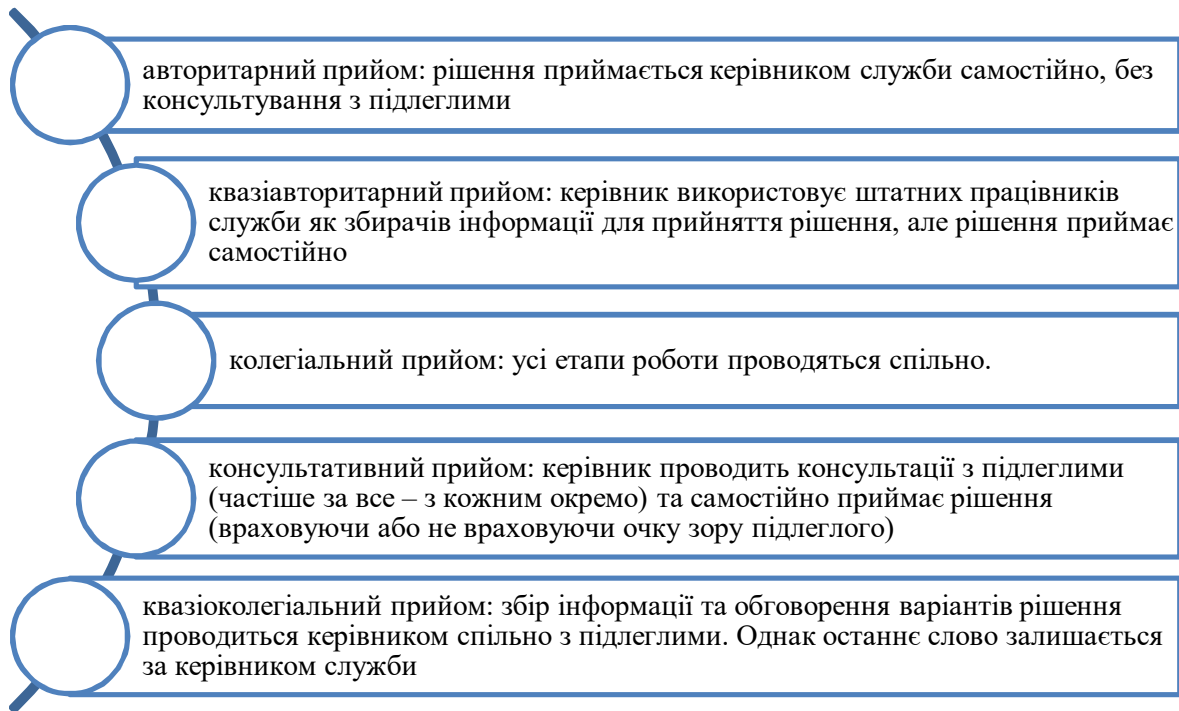 авторитарний прийом: рішення приймається керівником служби самостійно, без
консультування з підлеглими
квазіавторитарний прийом: керівник використовує штатних працівників
служби як збирачів інформації для прийняття рішення, але рішення приймає
самостійно
колегіальний прийом: усі етапи роботи проводяться спільно.
консультативний прийом: керівник проводить консультації з підлеглими
(частіше за все – з кожним окремо) та самостійно приймає рішення
(враховуючи або не враховуючи очку зору підлеглого)
квазіоколегіальний прийом: збір інформації та обговорення варіантів рішення
проводиться керівником спільно з підлеглими. Однак останнє слово залишається
за керівником служби